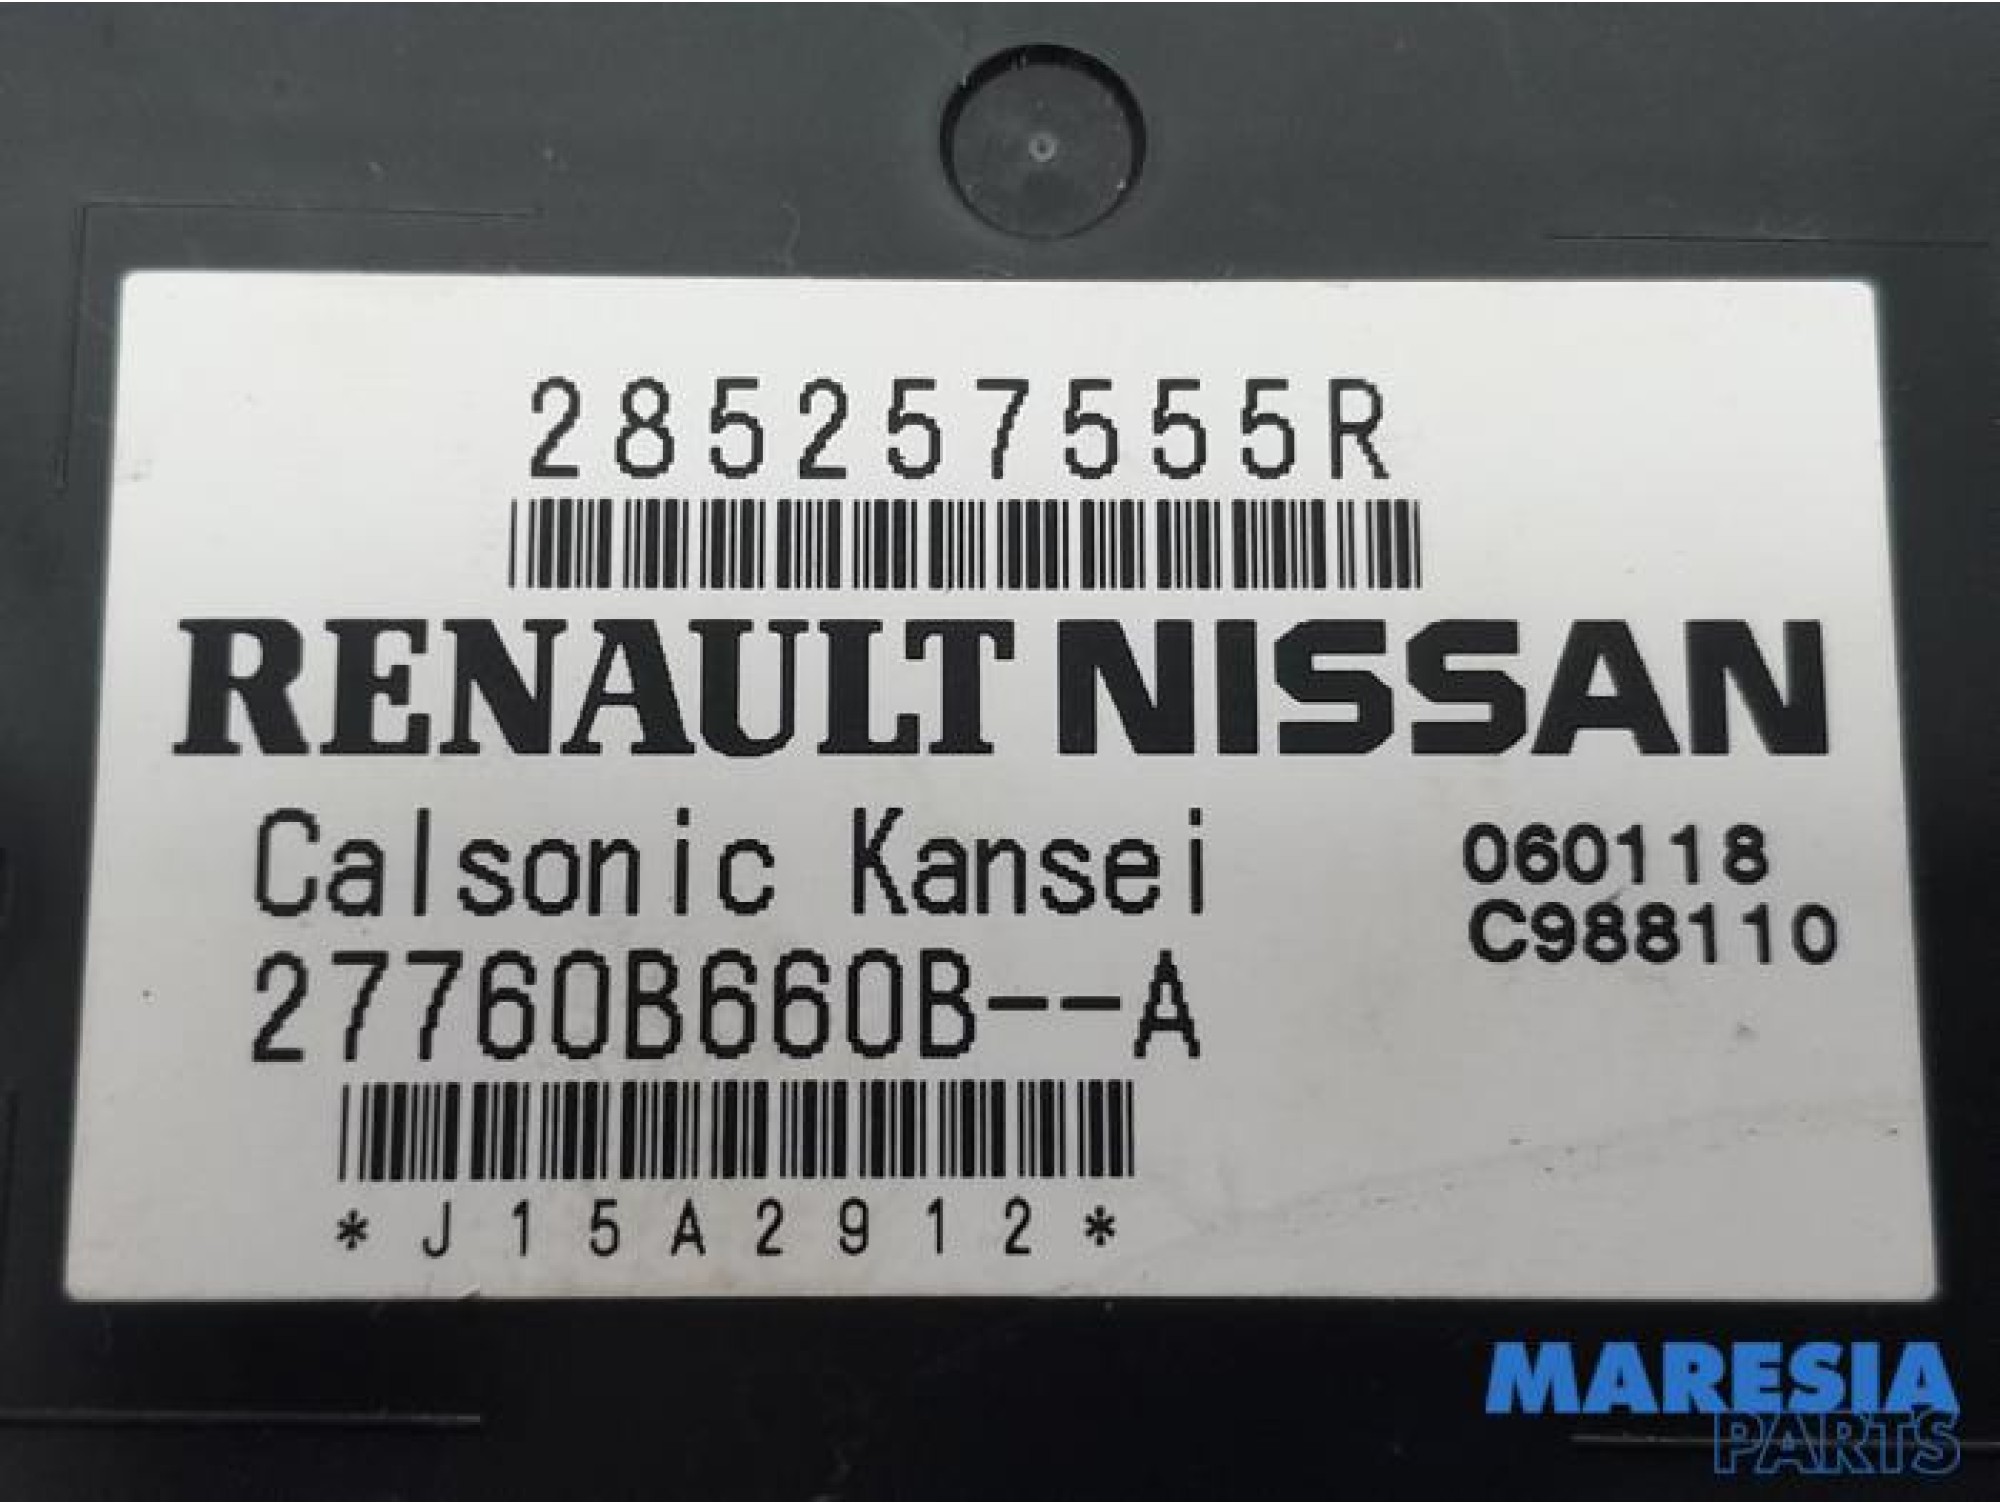 285257555R
RENAULT NISSAN
Calsonic Kansei
060118
C988110
27760B660B--A
*J15A2912*
MARESIA
PARTS